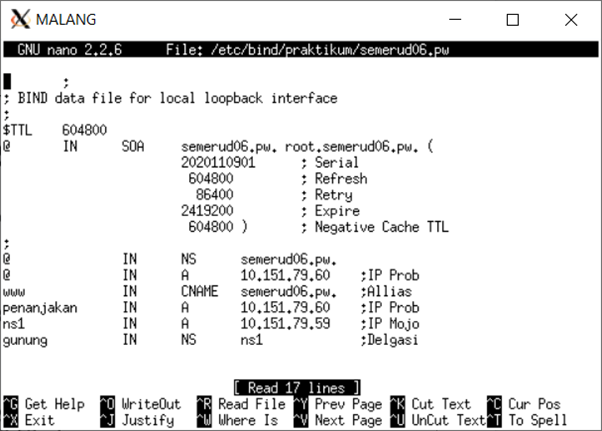 MALANG
GNU nano 2.2.6 File: /etc/bind/praktikum/semerud06.pw
;
; BIND data file for local loopback interface
;
$TTL 604800
@ IN SOA semerud06.pw. root.semerud06.pw. (
2020110901 ; Serial
604800 ; Refresh
86400 ; Retry
2419200 ; Expire
604800 ) ; Negative Cache TTL
;
@ IN NS semerud06.pw.
@ IN A 10.151.79.60 ;IP Prob
www IN CNAME semerud06.pw. ;Allias
penanjakan IN A 10.151.79.60 ;IP Prob
ns1 IN A 10.151.79.59 ;IP Mojo
gunung IN NS ns1 ;Delgasi
[ Read 17 lines ]
^G Get Help ^O WriteOut ^R Read File ^Y Prev Page ^K Cut Text ^C Cur Pos
^X Exit ^J Justify ^W Where Is ^V Next Page ^U UnCut Text ^T To Spell